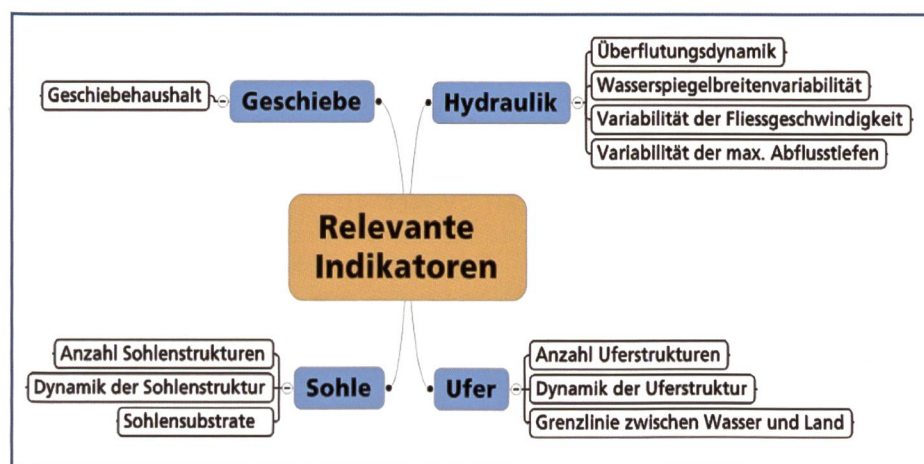 Geschiebehaushalt
Geschiebe
Hydraulik
Überflutungsdynamik
Wasserspiegelbreitenvariabilität
Variabilität der Fliessgeschwindigkeit
Variabilität der max. Abflusstiefen
Relevante
Indikatoren
Anzahl Sohlenstrukturen
Dynamik der Sohlenstruktur
Sohlensubstrate
Sohle
Ufer
Anzahl Uferstrukturen
Dynamik der Uferstruktur
Grenzlinie zwischen Wasser und Land